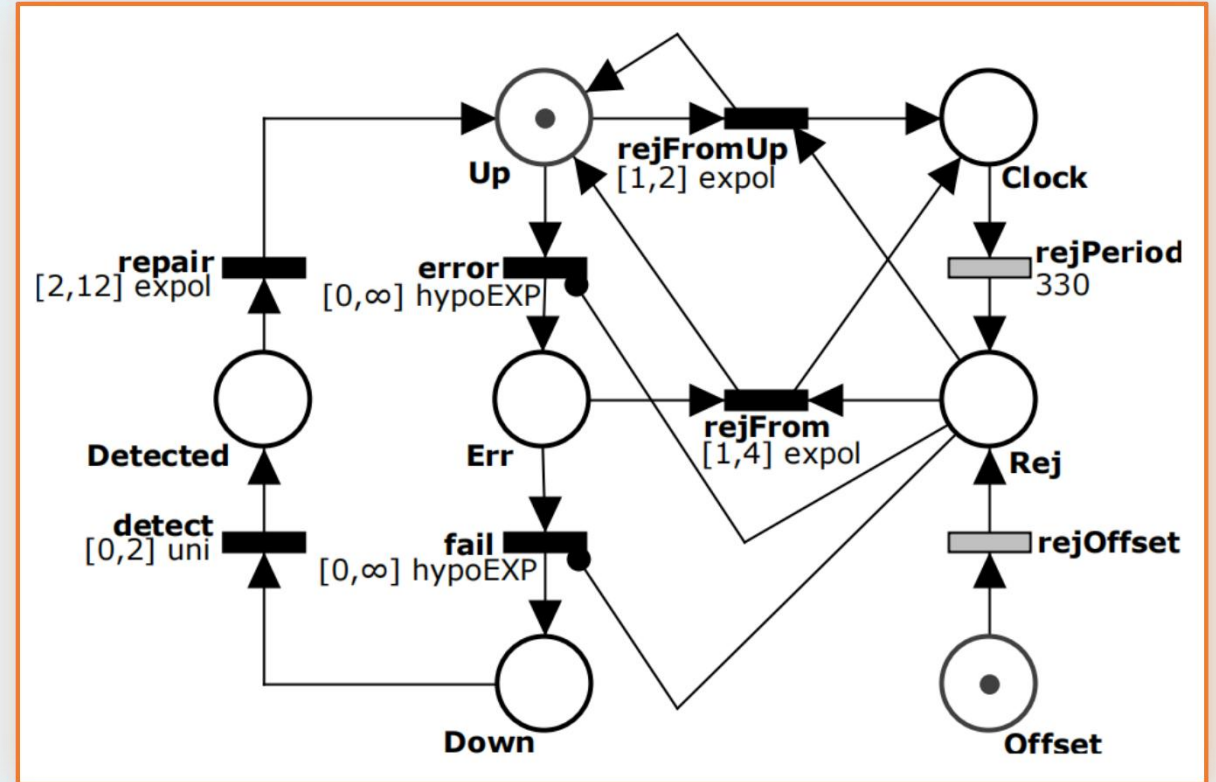 Up
rejFromUp
[1,2] expol
Clock
repair
[2,12] expol
error
[0,∞] hypoEXP
rejPeriod
330
Detected
Err
rejFrom
[1,4] expol
Rej
detect
[0,2] uni
fail
[0,∞] hypoEXP
rejOffset
Down
Offset